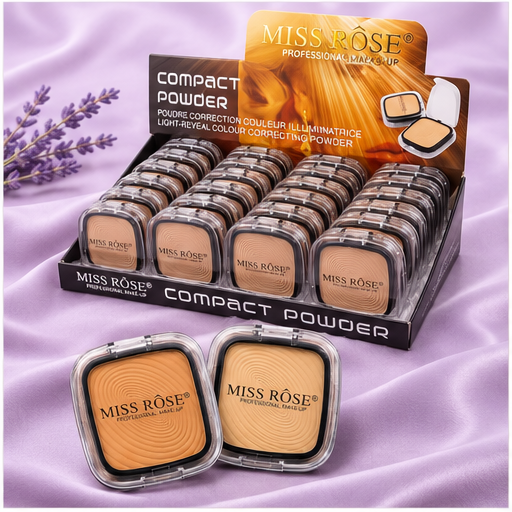 MISS RÔSE®
PROFESSIONAL MAKE-UP
COMPACT
POWDER
POUDRE CORRECTION COULEUR ILLUMINATRICE
LIGHT-REVEAL COLOUR CORRECTING POWDER
MISS RÔSE
MISS RÔSE
MISS RÔSE®
MISS RÔSE®
MISS RÔSE®
PROFESSIONAL MAKE-UP
COMPACT POWDER
MISS RÔSE®
PROFESSIONAL MAKE-UP
MISS RÔSE®
PROFESSIONAL MAKE-UP